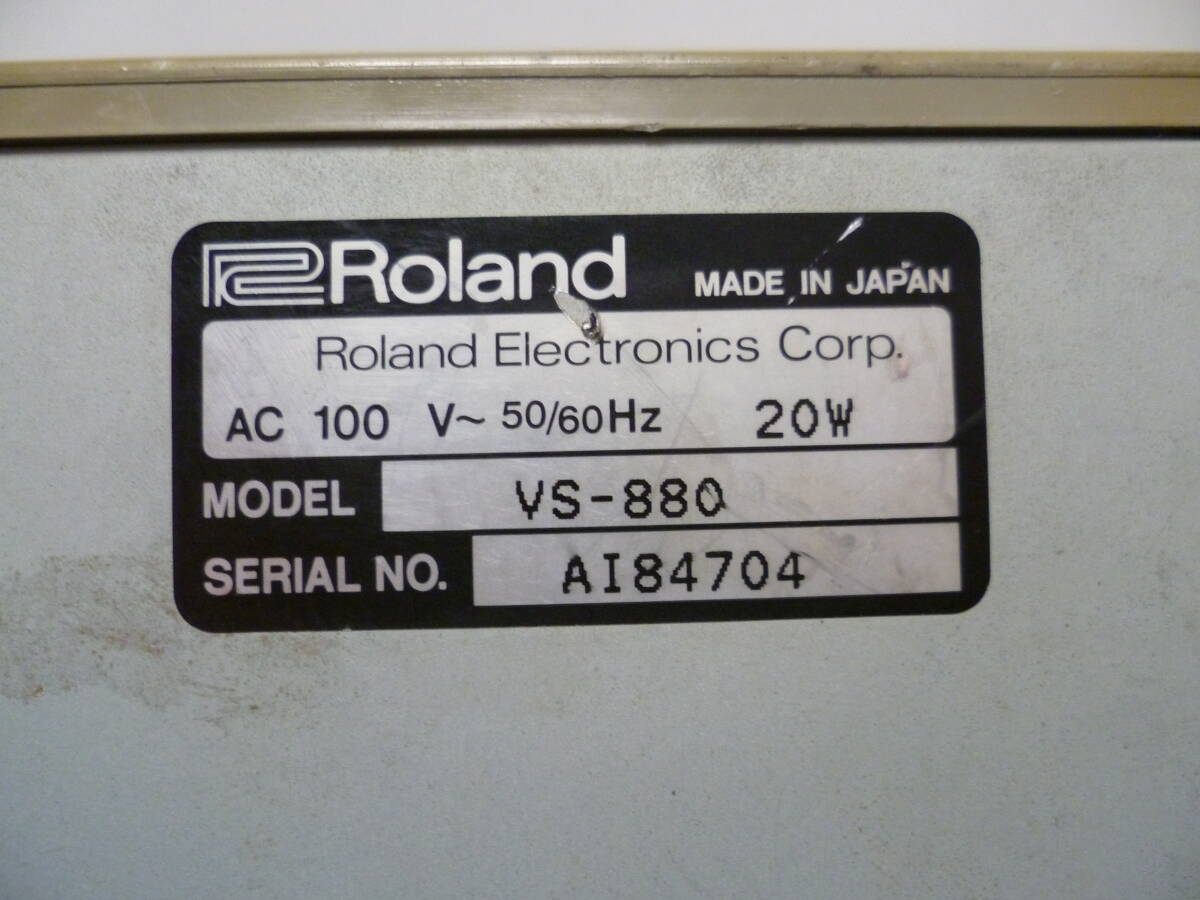 Roland MADE IN JAPAN
Roland Electronics Corp.
AC 100 V~ 50/60Hz 20W
MODEL VS-880
SERIAL NO. AI84704